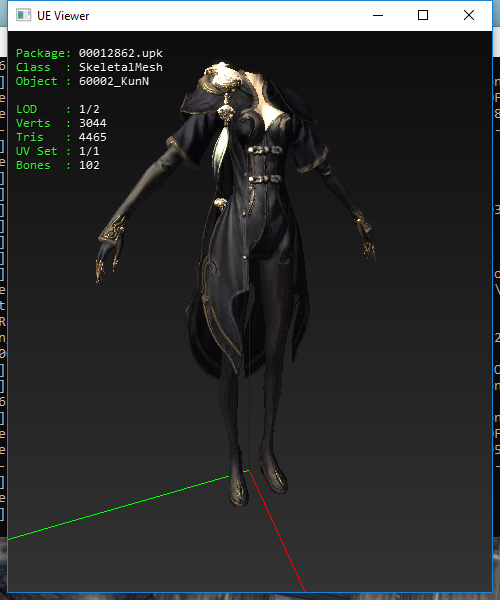 UE Viewer
Package: 00012862.upk
Class  : SkeletalMesh
Object : 60002_KunN
LOD    : 1/2
Verts  : 3044
Tris   : 4465
UV Set : 1/1
Bones  : 102